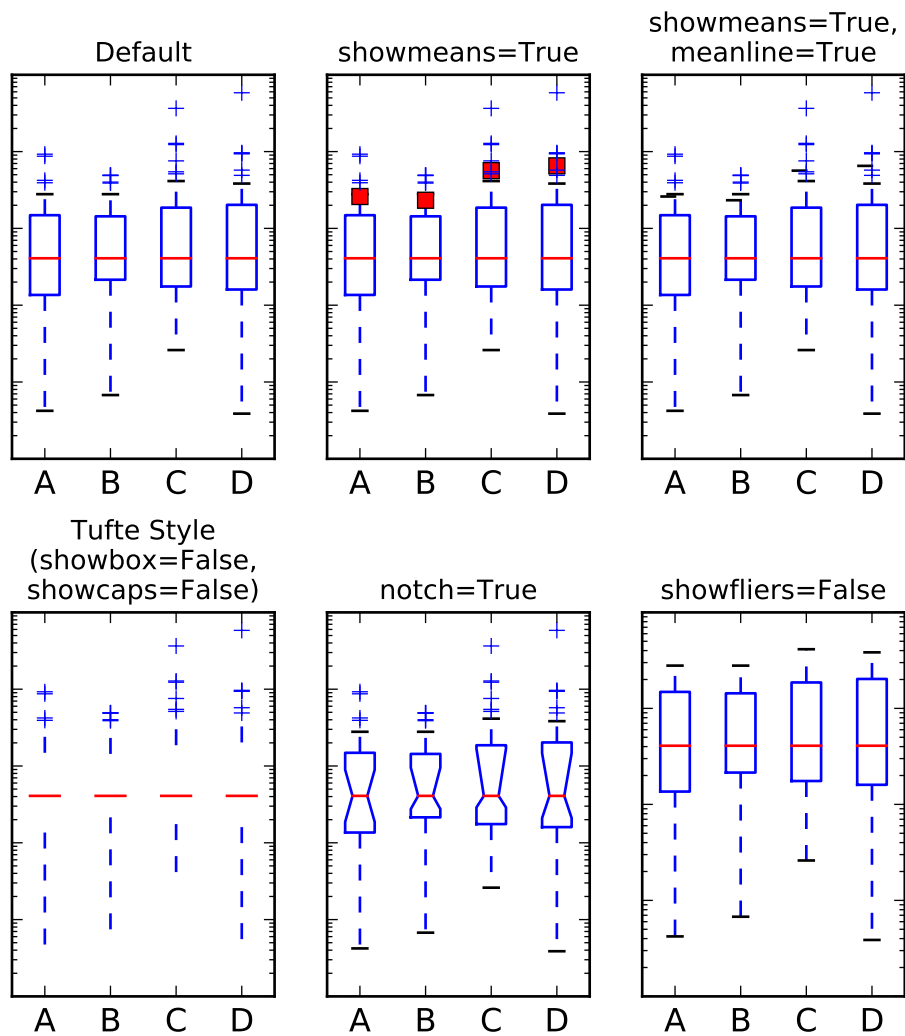 Default
showmeans=True
showmeans=True,
meanline=True
A B C D
A B C D
A B C D
Tufte Style
(showbox=False,
showcaps=False)
notch=True
showfliers=False
A B C D
A B C D
A B C D